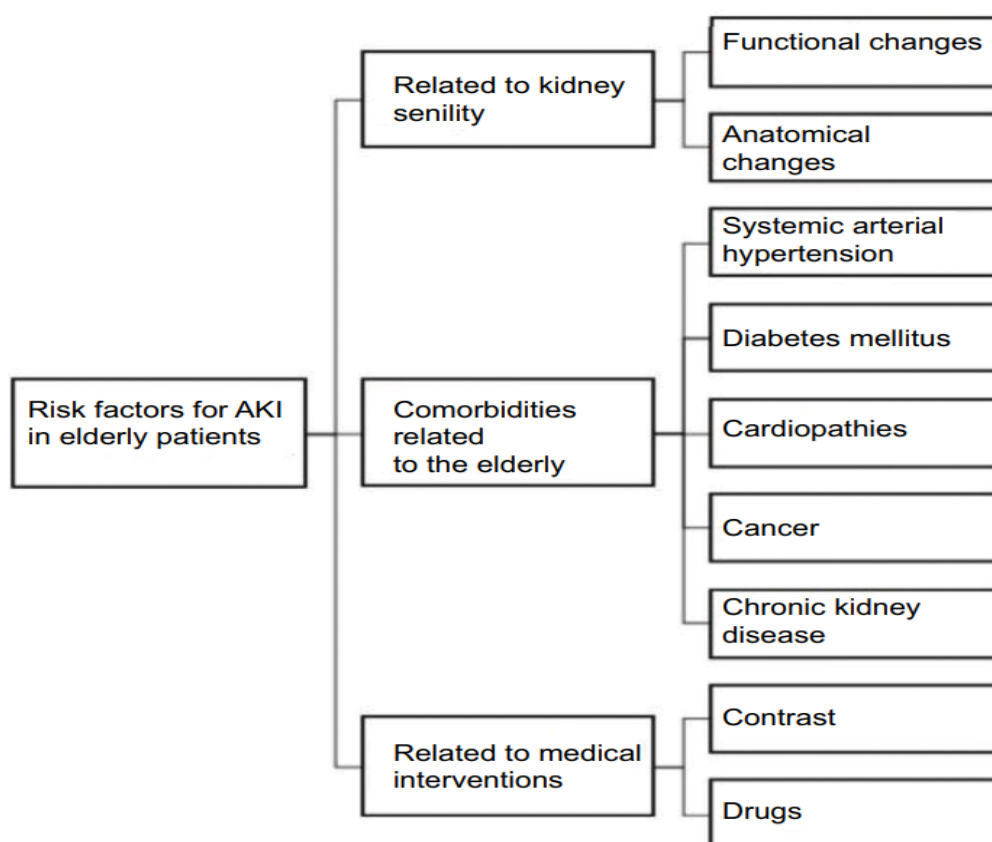 Risk factors for AKI
in elderly patients
Related to kidney
senility
Functional changes
Anatomical
changes
Comorbidities
related
to the elderly
Systemic arterial
hypertension
Diabetes mellitus
Cardiopathies
Cancer
Chronic kidney
disease
Related to medical
interventions
Contrast
Drugs